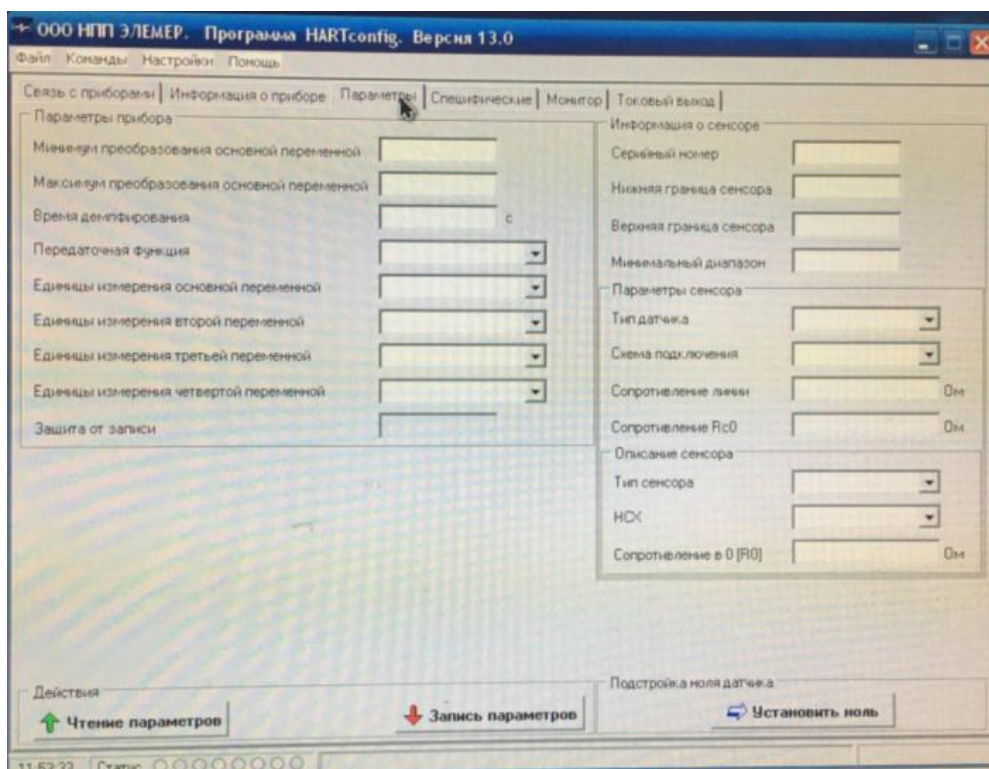 ООО НПП ЭЛЕМЕР. Программа HARTconfig. Версия 13.0
Файл Команды Настройки Помощь
Связь с приборами Информация о приборе Параметры Специфические Монитор Токовый выход
Параметры прибора
Минимум преобразования основной переменной
Максимум преобразования основной переменной
Время демпфирования с
Передаточная функция
Единицы измерения основной переменной
Единицы измерения второй переменной
Единицы измерения третьей переменной
Единицы измерения четвертой переменной
Защита от записи
Информация о сенсоре
Серийный номер
Нижняя граница сенсора
Верхняя граница сенсора
Минимальный диапазон
Параметры сенсора
Тип датчика
Схема подключения
Сопротивление линии Ом
Сопротивление Rc0 Ом
Описание сенсора
Тип сенсора
НСХ
Сопротивление в 0 [R0] Ом
Действия
Чтение параметров
Запись параметров
Подстройка ноля датчика
Установить ноль
Статус